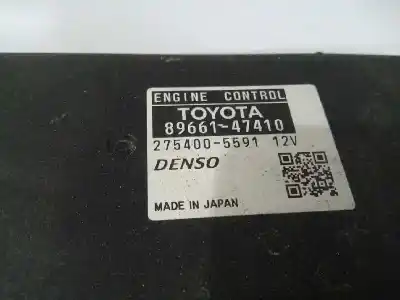 ENGINE CONTROL
TOYOTA
89661-47410
275400-5591 12V
DENSO
MADE IN JAPAN